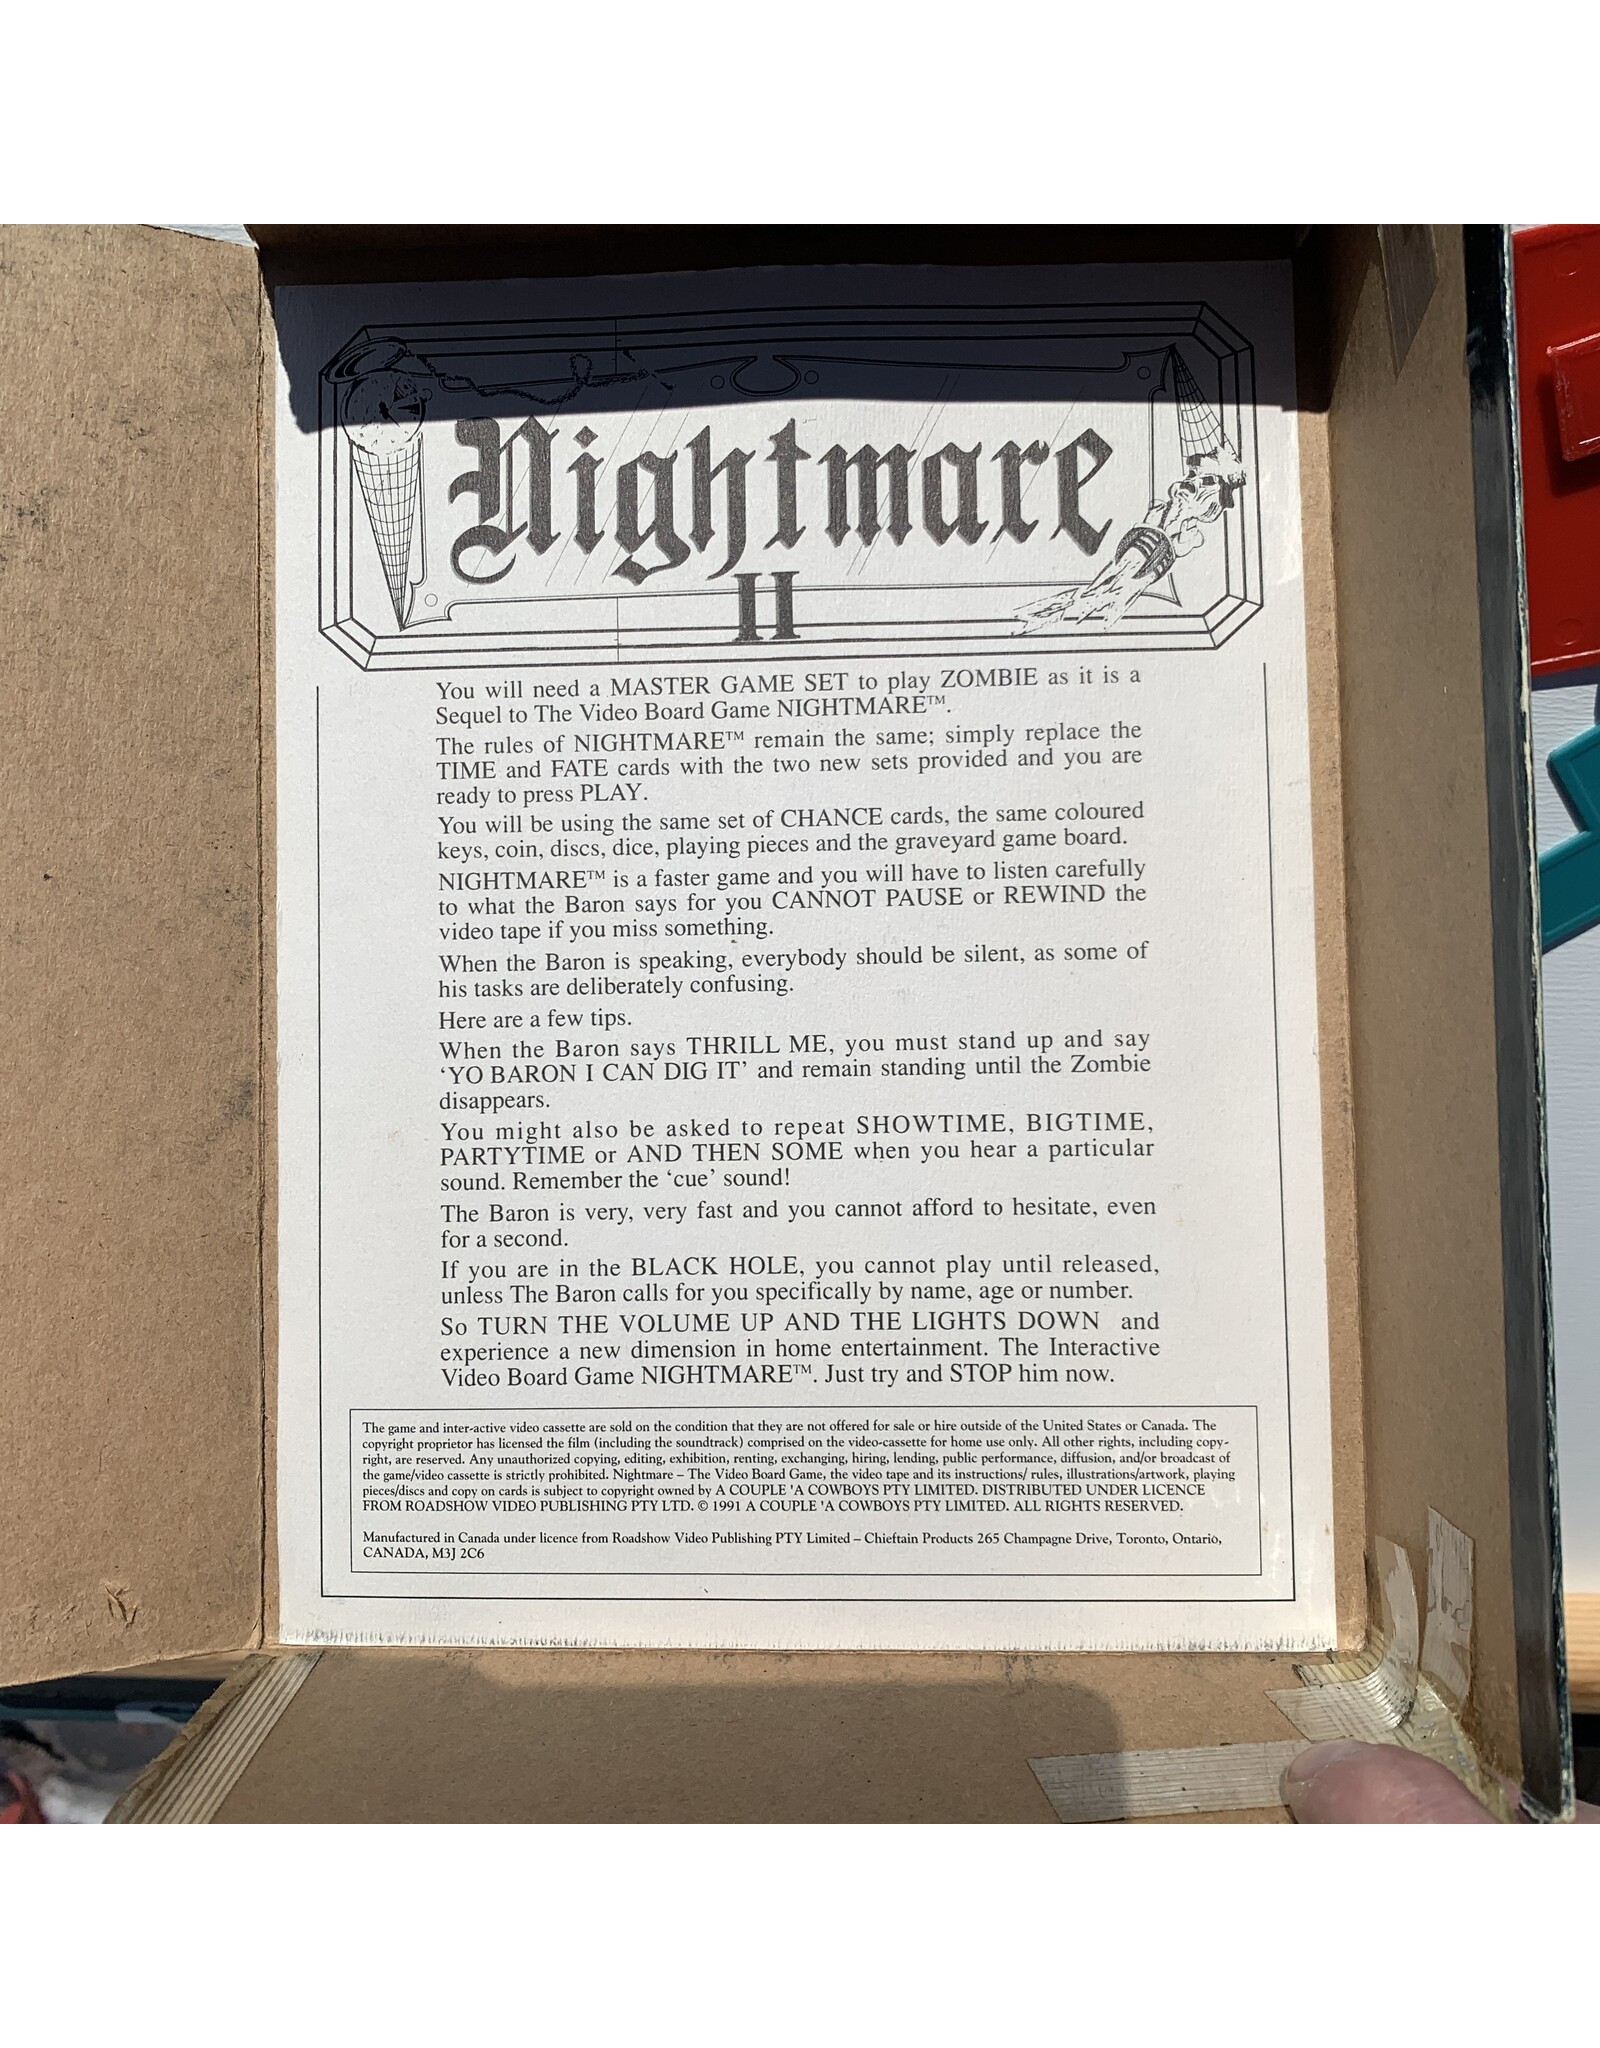 Nightmare
II
You will need a MASTER GAME SET to play ZOMBIE as it is a
Sequel to The Video Board Game NIGHTMARE™.
The rules of NIGHTMARE™ remain the same; simply replace the
TIME and FATE cards with the two new sets provided and you are
ready to press PLAY.
You will be using the same set of CHANCE cards, the same coloured
keys, coin, discs, dice, playing pieces and the graveyard game board.
NIGHTMARE™ is a faster game and you will have to listen carefully
to what the Baron says for you CANNOT PAUSE or REWIND the
video tape if you miss something.
When the Baron is speaking, everybody should be silent, as some of
his tasks are deliberately confusing.
Here are a few tips.
When the Baron says THRILL ME, you must stand up and say
‘YO BARON I CAN DIG IT’ and remain standing until the Zombie
disappears.
You might also be asked to repeat SHOWTIME, BIGTIME,
PARTYTIME or AND THEN SOME when you hear a particular
sound. Remember the ‘cue’ sound!
The Baron is very, very fast and you cannot afford to hesitate, even
for a second.
If you are in the BLACK HOLE, you cannot play until released,
unless The Baron calls for you specifically by name, age or number.
So TURN THE VOLUME UP AND THE LIGHTS DOWN and
experience a new dimension in home entertainment. The Interactive
Video Board Game NIGHTMARE™. Just try and STOP him now.
The game and inter-active video cassette are sold on the condition that they are not offered for sale or hire outside of the United States or Canada. The
copyright proprietor has licensed the film (including the soundtrack) comprised on the video-cassette for home use only. All other rights, including copy-
right, are reserved. Any unauthorized copying, editing, exhibition, renting, exchanging, hiring, lending, public performance, diffusion, and/or broadcast of
the game/video cassette is strictly prohibited. Nightmare – The Video Board Game, the video tape and its instructions/ rules, illustrations/artwork, playing
pieces/discs and copy on cards is subject to copyright owned by A COUPLE 'A COWBOYS PTY LIMITED. DISTRIBUTED UNDER LICENCE
FROM ROADSHOW VIDEO PUBLISHING PTY LTD. © 1991 A COUPLE 'A COWBOYS PTY LIMITED. ALL RIGHTS RESERVED.
Manufactured in Canada under licence from Roadshow Video Publishing PTY Limited – Chieftain Products 265 Champagne Drive, Toronto, Ontario,
CANADA, M3J 2C6